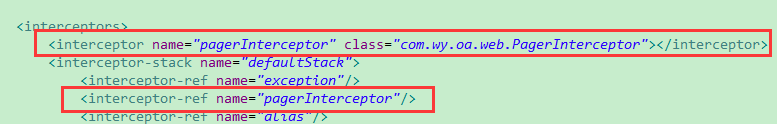 <interceptors>
<interceptor name="pagerInterceptor" class="com.wy.oa.web.PagerInterceptor"></interceptor>
<interceptor-stack name="defaultStack">
<interceptor-ref name="exception"/>
<interceptor-ref name="pagerInterceptor"/>
<interceptor-ref name="alias"/>